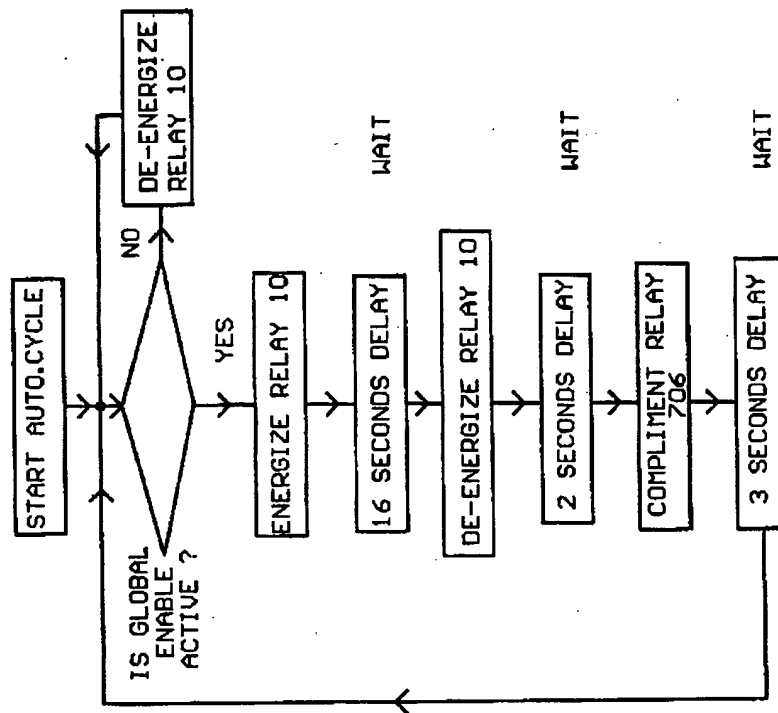 START AUTO.CYCLE
IS GLOBAL
ENABLE
ACTIVE ?
NO
DE-ENERGIZE
RELAY 10
YES
ENERGIZE RELAY 10
16 SECONDS DELAY
WAIT
DE-ENERGIZE RELAY 10
2 SECONDS DELAY
WAIT
COMPLIMENT RELAY
706
3 SECONDS DELAY
WAIT